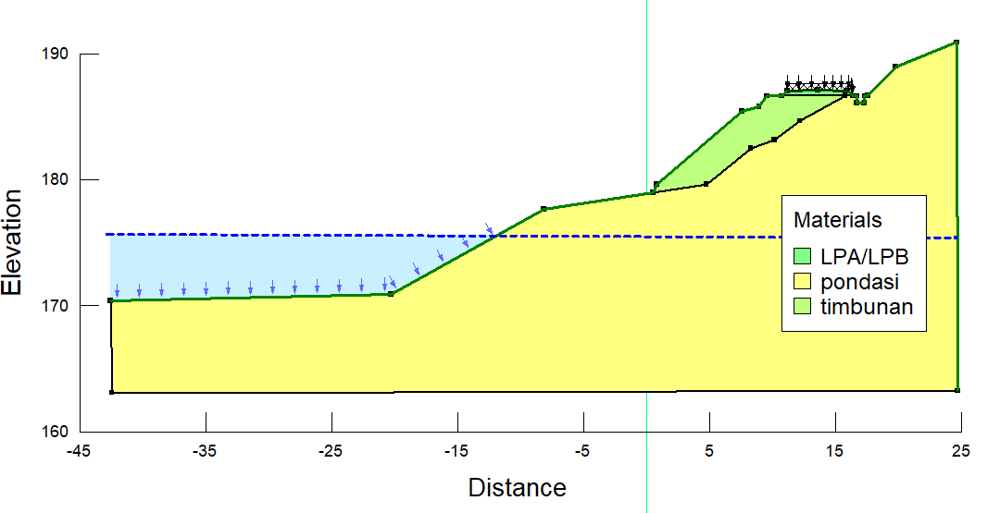 190
180
170
160
Elevation
Materials
LPA/LPB
pondasi
timbunan
-45 -35 -25 -15 -5 5 15 25
Distance